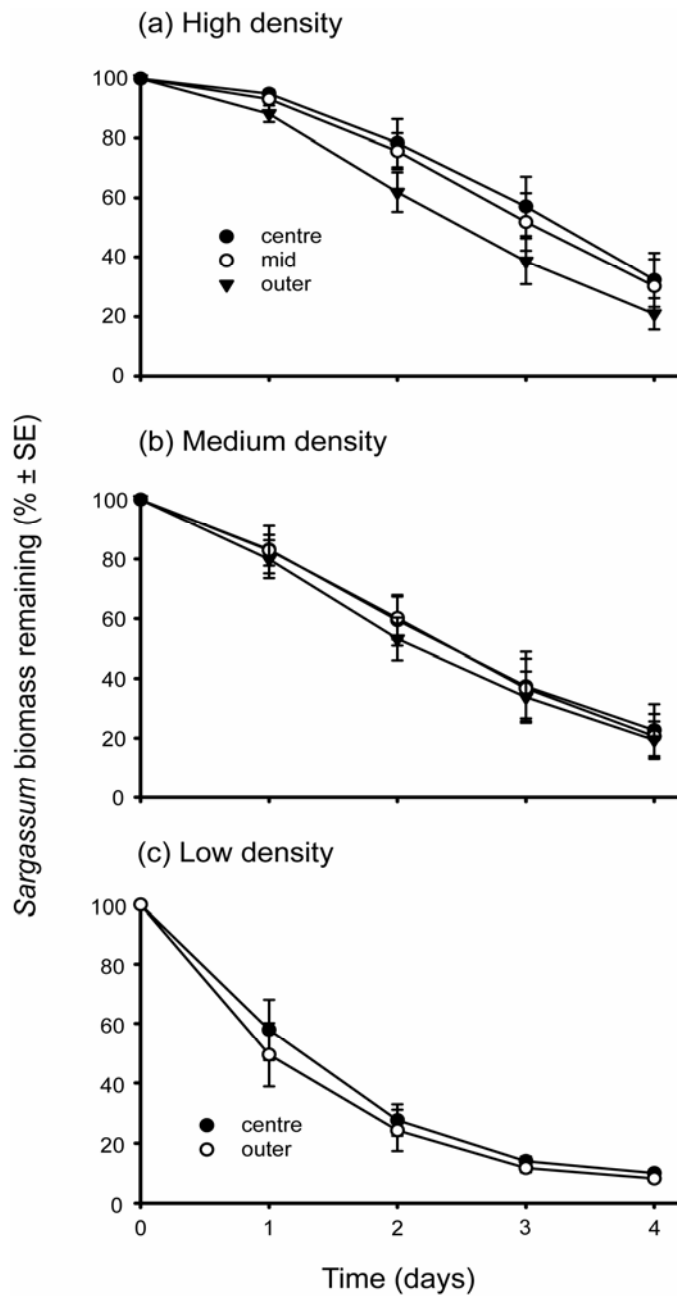 (a) High density
100
80
60
40
20
0
centre
mid
outer
Sargassum biomass remaining (% ± SE)
(b) Medium density
100
80
60
40
20
0
(c) Low density
100
80
60
40
20
0
centre
outer
0 1 2 3 4
Time (days)